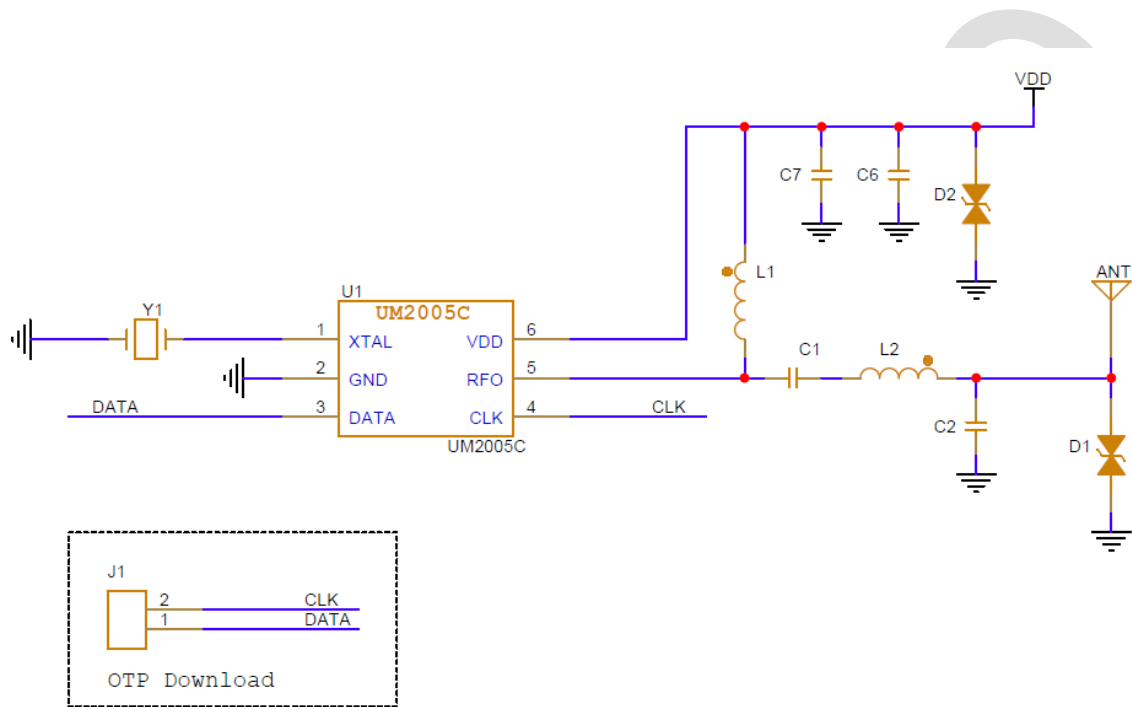 VDD
C7
C6
D2
L1
ANT
U1
UM2005C
Y1
1
XTAL
VDD
6
C1
L2
2
GND
RFO
5
DATA
3
DATA
CLK
4
CLK
C2
D1
UM2005C
J1
2
CLK
1
DATA
OTP Download